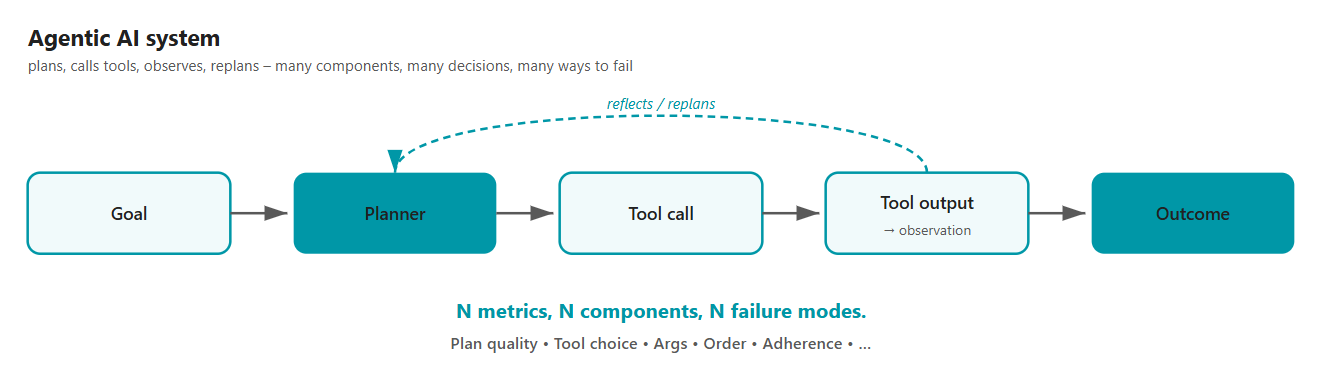 Agentic AI system
plans, calls tools, observes, replans – many components, many decisions, many ways to fail
reflects / replans
Goal
Planner
Tool call
Tool output
→ observation
Outcome
N metrics, N components, N failure modes.
Plan quality • Tool choice • Args • Order • Adherence • ...